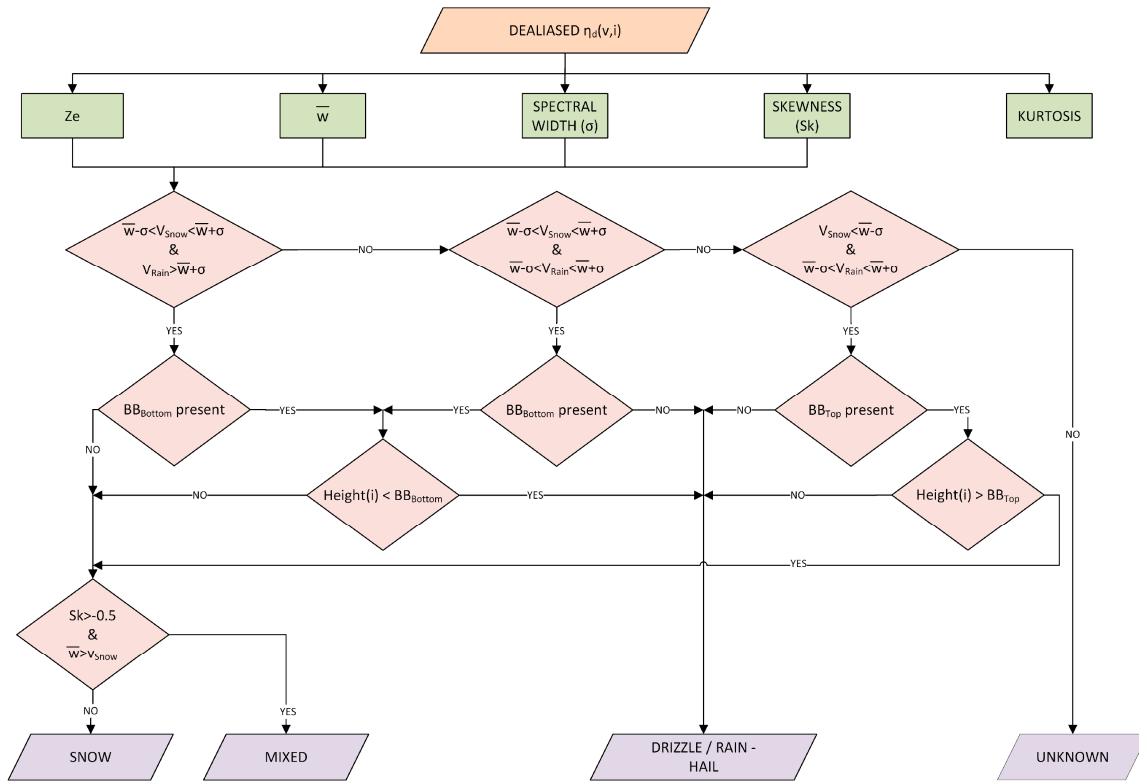 DEALIASED η_d(v,i)
Ze
w̅
SPECTRAL
WIDTH (σ)
SKEWNESS
(Sk)
KURTOSIS
w̅-σ<V_Snow<w̅+σ
&
V_Rain>w̅+σ
NO
w̅-σ<V_Snow<w̅+σ
&
w̅-σ<V_Rain<w̅+σ
NO
V_Snow<w̅-σ
&
w̅-σ<V_Rain<w̅+σ
YES
YES
YES
BB_Bottom present
YES
YES
BB_Bottom present
NO
NO
BB_Top present
YES
NO
NO
NO
Height(i) < BB_Bottom
YES
NO
Height(i) > BB_Top
YES
Sk>-0.5
&
w̅>v_Snow
NO
YES
SNOW
MIXED
DRIZZLE / RAIN -
HAIL
UNKNOWN